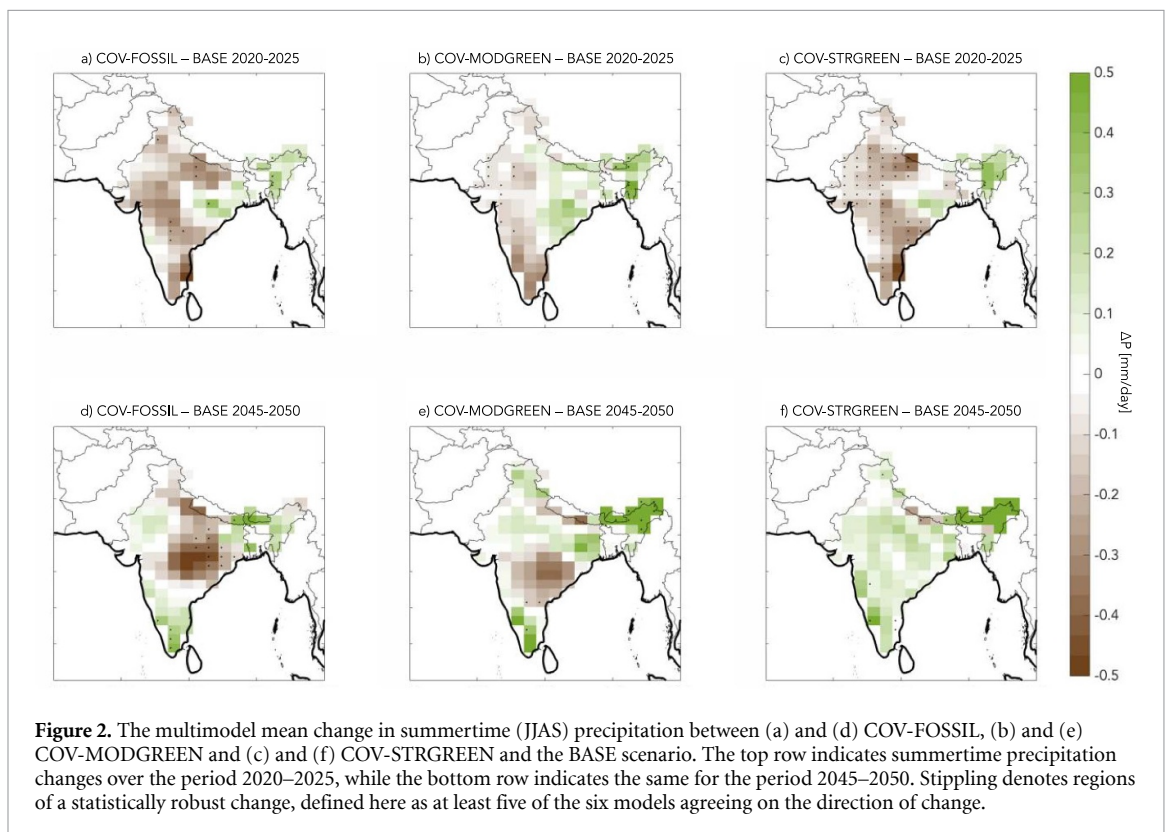 a) COV-FOSSIL – BASE 2020-2025
b) COV-MODGREEN – BASE 2020-2025
c) COV-STRGREEN – BASE 2020-2025
0.5
0.4
0.3
0.2
0.1
0
-0.1
-0.2
-0.3
-0.4
-0.5
ΔP [mm/day]
d) COV-FOSSIL – BASE 2045-2050
e) COV-MODGREEN – BASE 2045-2050
f) COV-STRGREEN – BASE 2045-2050
Figure 2. The multimodel mean change in summertime (JJAS) precipitation between (a) and (d) COV-FOSSIL, (b) and (e)
COV-MODGREEN and (c) and (f) COV-STRGREEN and the BASE scenario. The top row indicates summertime precipitation
changes over the period 2020–2025, while the bottom row indicates the same for the period 2045–2050. Stippling denotes regions
of a statistically robust change, defined here as at least five of the six models agreeing on the direction of change.